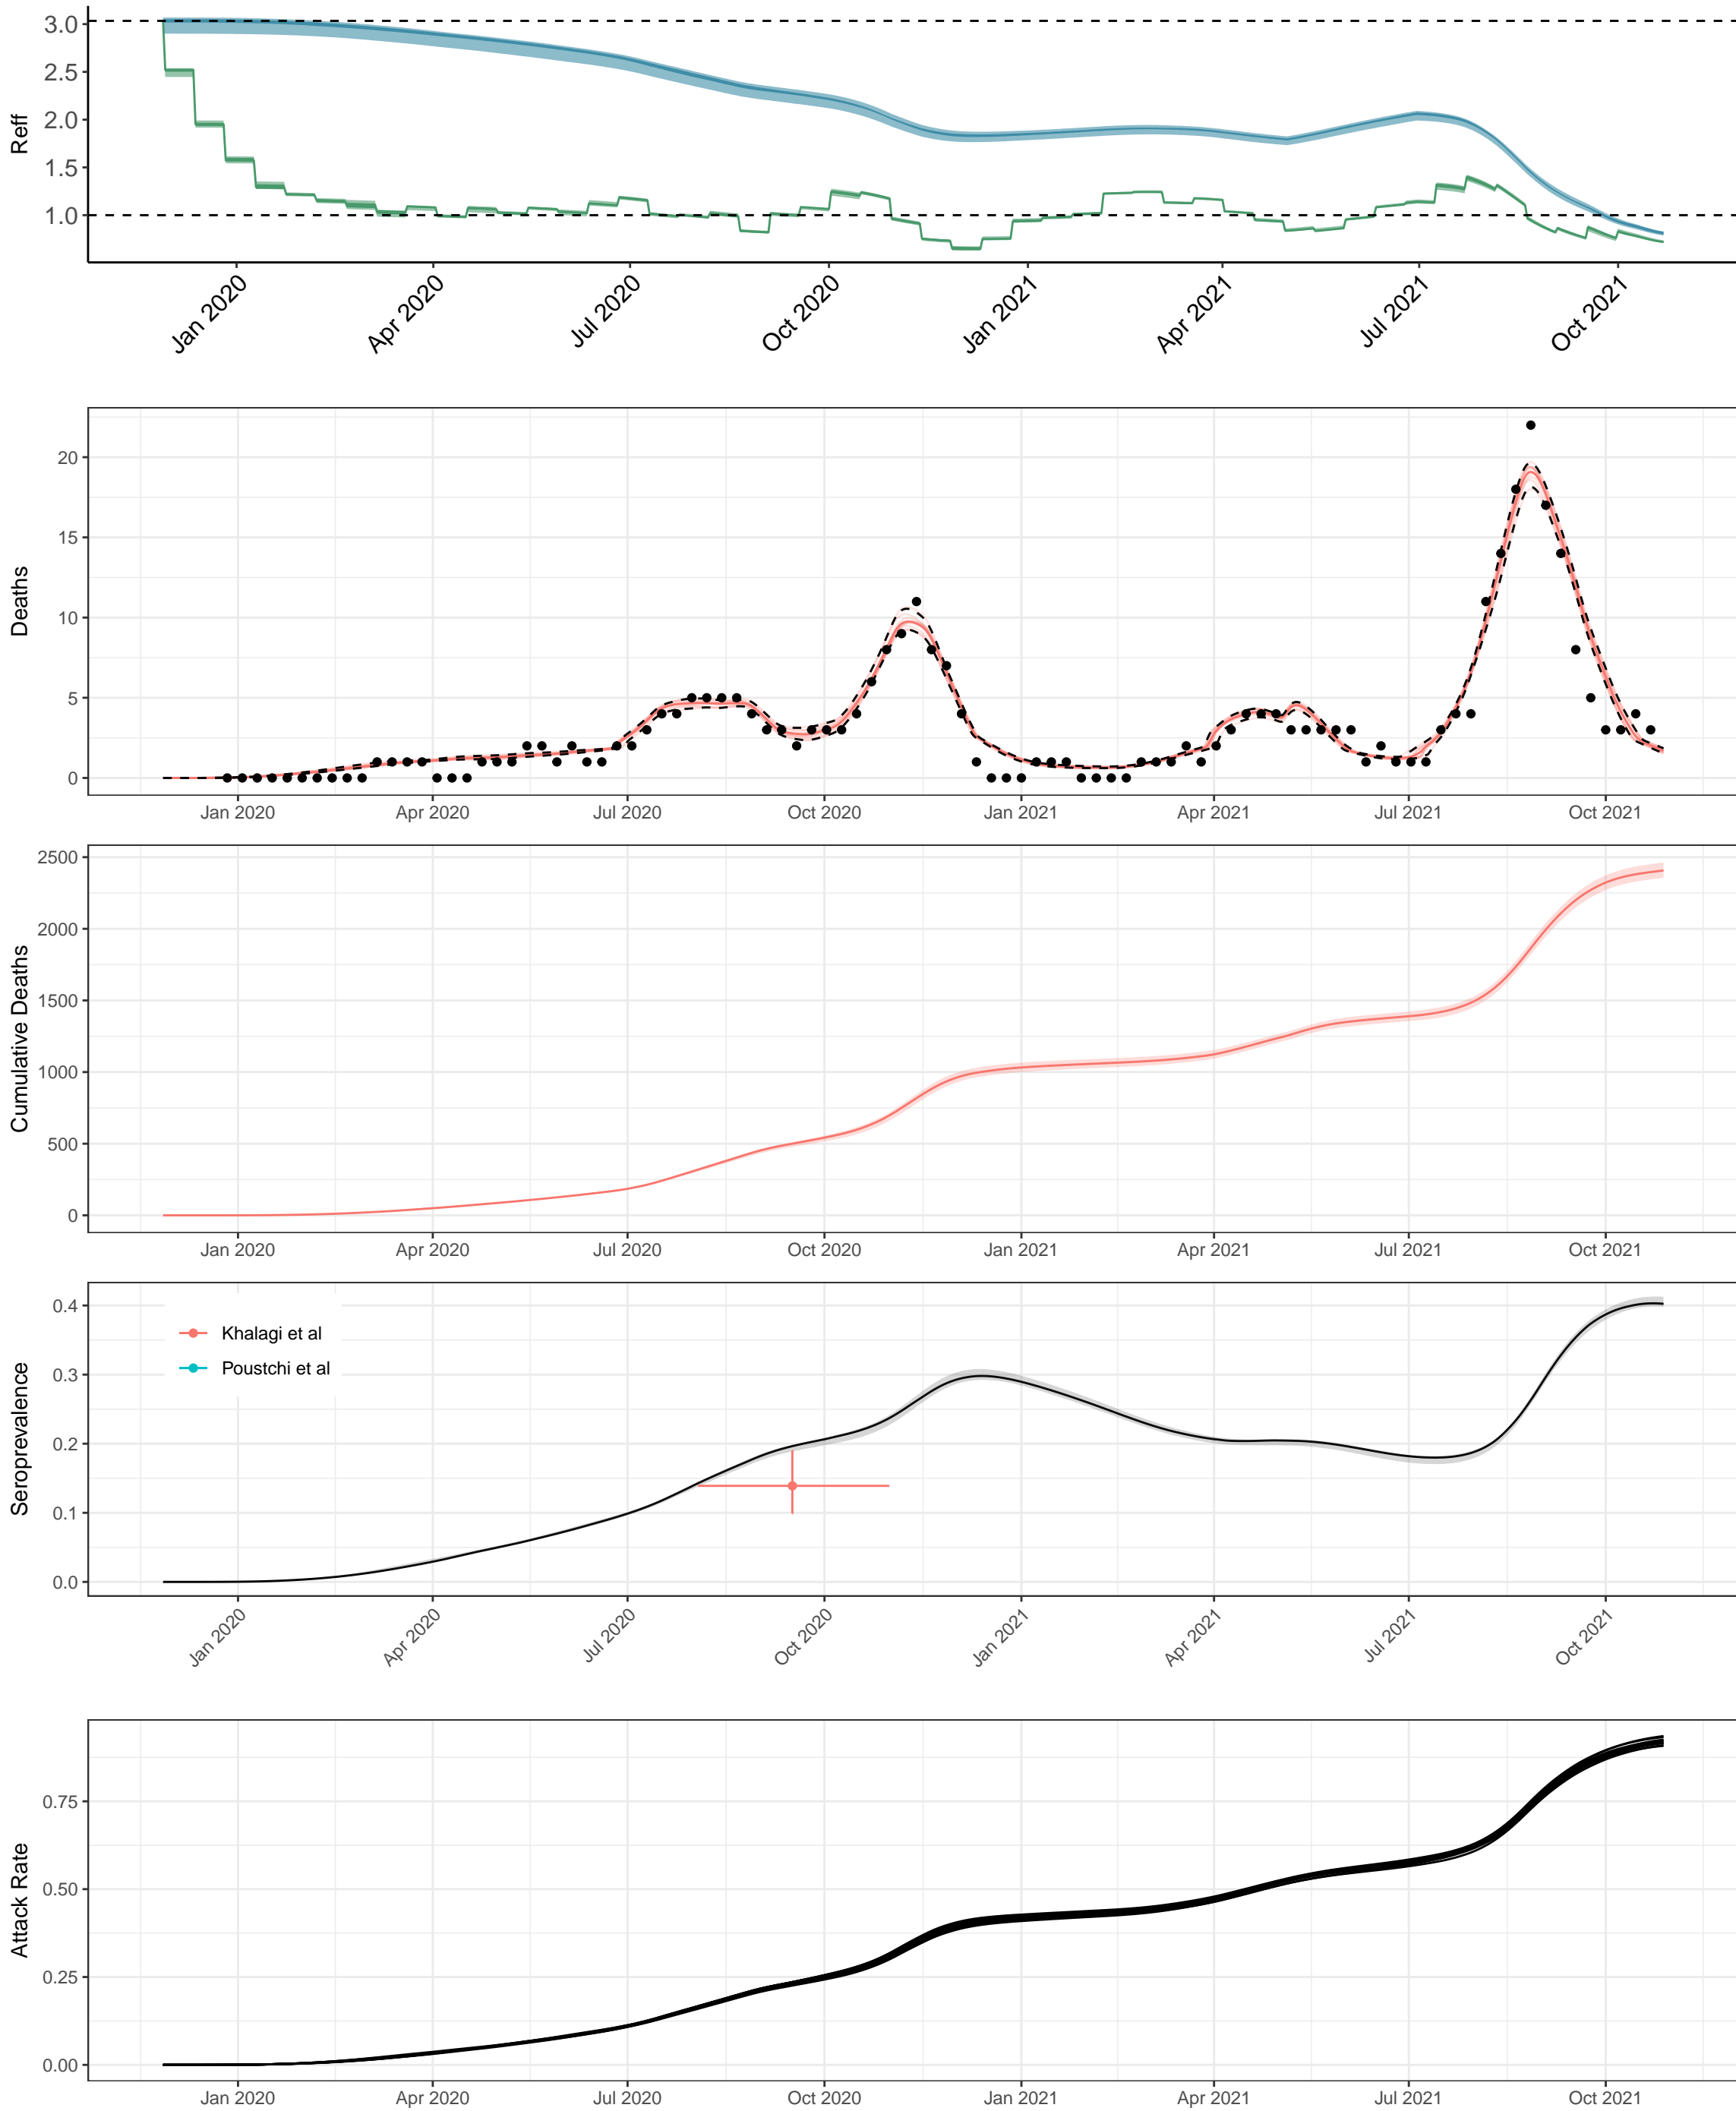 Reff
3.0
2.5
2.0
1.5
1.0
Jan 2020
Apr 2020
Jul 2020
Oct 2020
Jan 2021
Apr 2021
Jul 2021
Oct 2021
Deaths
20
15
10
5
0
Jan 2020
Apr 2020
Jul 2020
Oct 2020
Jan 2021
Apr 2021
Jul 2021
Oct 2021
Cumulative Deaths
2500
2000
1500
1000
500
0
Jan 2020
Apr 2020
Jul 2020
Oct 2020
Jan 2021
Apr 2021
Jul 2021
Oct 2021
Seroprevalence
0.4
0.3
0.2
0.1
0.0
Khalagi et al
Poustchi et al
Jan 2020
Apr 2020
Jul 2020
Oct 2020
Jan 2021
Apr 2021
Jul 2021
Oct 2021
Attack Rate
0.75
0.50
0.25
0.00
Jan 2020
Apr 2020
Jul 2020
Oct 2020
Jan 2021
Apr 2021
Jul 2021
Oct 2021